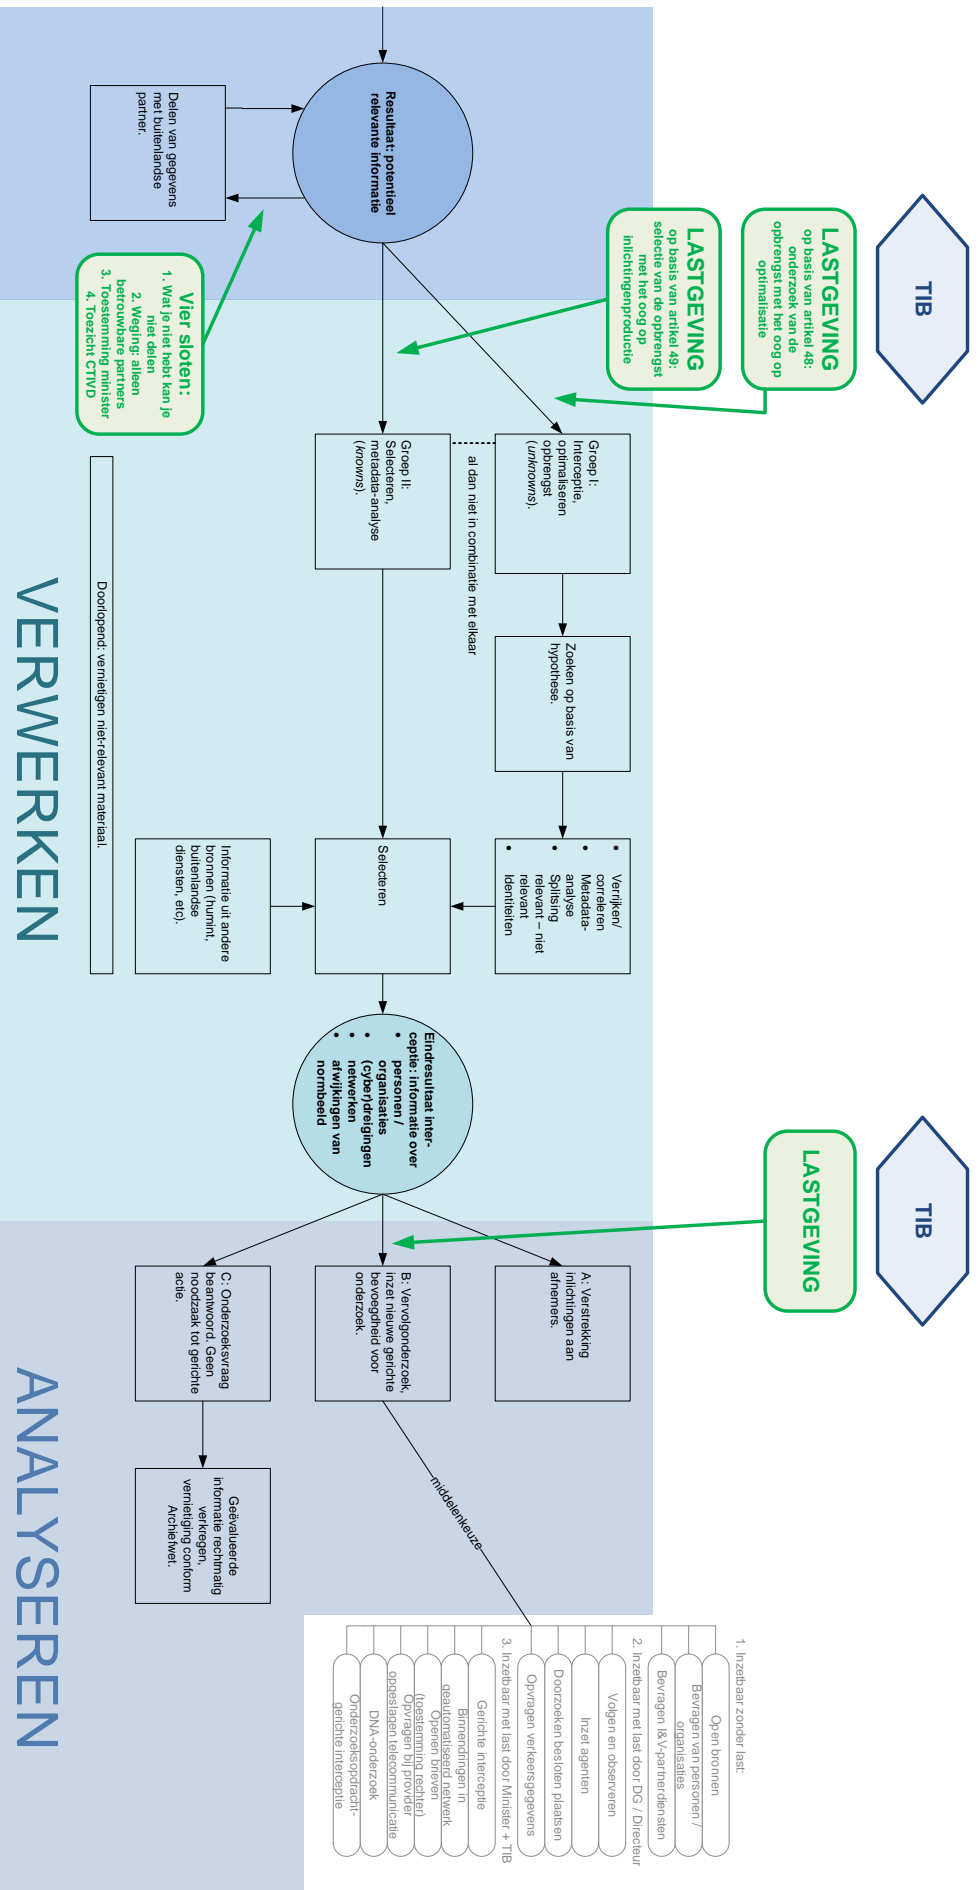 TIB
TIB
LASTGEVING
op basis van artikel 48:
onderzoek van de
opbrengst met het oog op
optimalisatie
LASTGEVING
op basis van artikel 49:
selectie van de opbrengst
met het oog op
inlichtingenproductie
LASTGEVING
Resultaat: potentieel
relevante informatie
Delen van gegevens
met buitenlandse
partner.
Vier sloten:
1. Wat je niet hebt kan je
niet delen
2. Weging: alleen
betrouwbare partners
3. Toestemming minister
4. Toezicht CTIVD
Groep I:
Interceptie,
optimaliseren
opbrengst
(unknowns).
al dan niet in combinatie met elkaar
Groep II:
Selecteren,
metadata-analyse
(knowns).
Zoeken op basis van
hypothese.
• Verrijken/
correleren
• Metadata-
analyse
• Splitsing
relevant – niet
relevant
• Identiteiten
Selecteren
Informatie uit andere
bronnen (humint,
buitenlandse
diensten, etc).
Doorlopend: vernietigen niet-relevant materiaal.
VERWERKEN
Eindresultaat inter-
ceptie: informatie over
• personen /
organisaties
• (cyber)dreigingen
• netwerken
• afwijkingen van
normbeeld
A: Verstrekking
inlichtingen aan
afnemers.
B: Vervolgonderzoek,
inzet nieuwe gerichte
bevoegdheid voor
onderzoek.
C: Onderzoeksvraag
beantwoord. Geen
noodzaak tot gerichte
actie.
Geëvalueerde
informatie rechtmatig
verkregen,
vernietiging conform
Archiefwet.
middelenkeuze
1. Inzetbaar zonder last:
Open bronnen
Bevragen van personen /
organisaties
Bevragen I&V-partnerdiensten
2. Inzetbaar met last door DG / Directeur
Volgen en observeren
Inzet agenten
Doorzoeken besloten plaatsen
Opvragen verkeersgegevens
3. Inzetbaar met last door Minister + TIB
Gerichte interceptie
Binnendringen in
geautomatiseerd netwerk
Openen brieven
(toestemming rechter)
Opvragen bij provider
opgeslagen telecommunicatie
DNA-onderzoek
Onderzoeksopdracht-
gerichte interceptie
ANALYSEREN